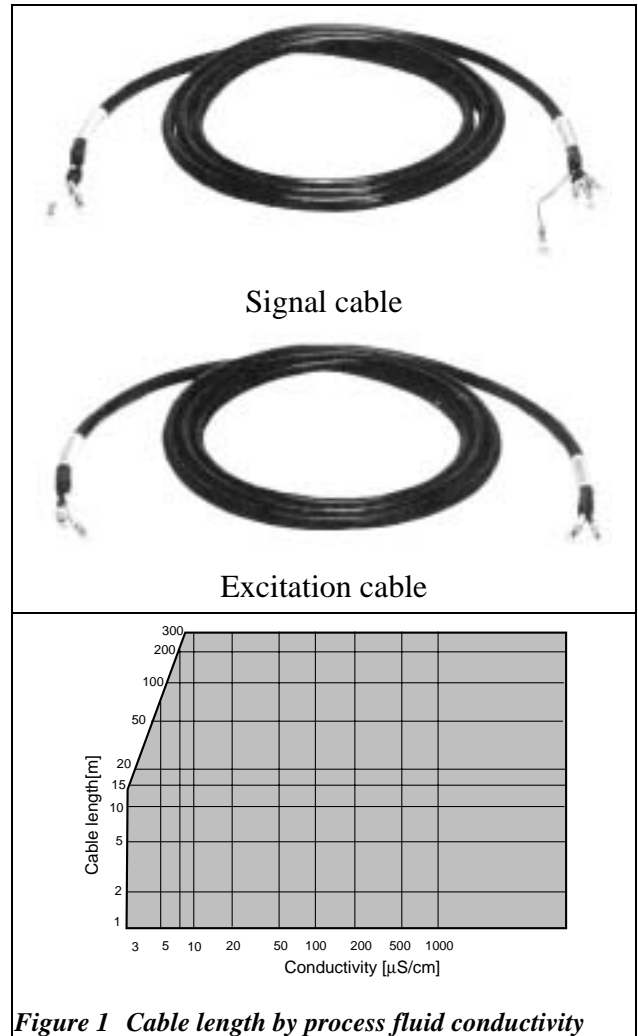 Signal cable
Excitation cable
300
200
100
50
20
15
10
5
2
1
Cable length[m]
3 5 10 20 50 100 200 500 1000
Conductivity [μS/cm]
Figure 1 Cable length by process fluid conductivity